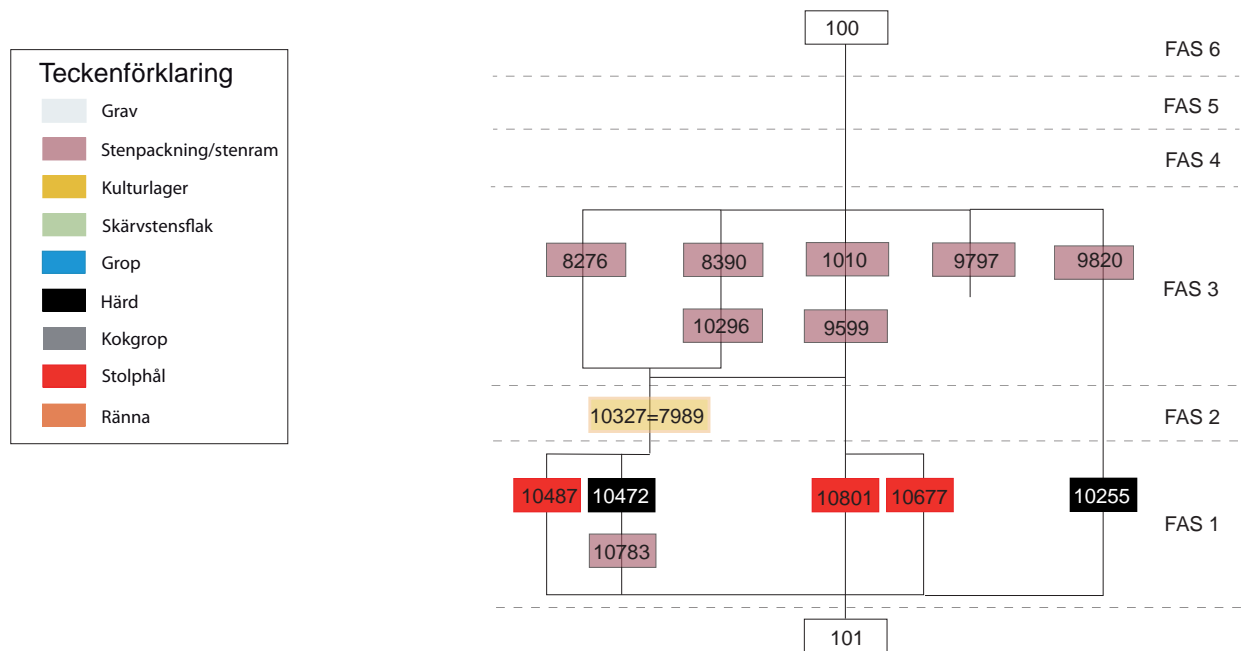 Teckenförklaring
Grav
Stenpackning/stenram
Kulturlager
Skärvstensflak
Grop
Härd
Kokgrop
Stolphål
Ränna
100
FAS 6
FAS 5
FAS 4
8276
8390
1010
9797
9820
FAS 3
10296
9599
10327=7989
FAS 2
10487
10472
10801
10677
10255
FAS 1
10783
101